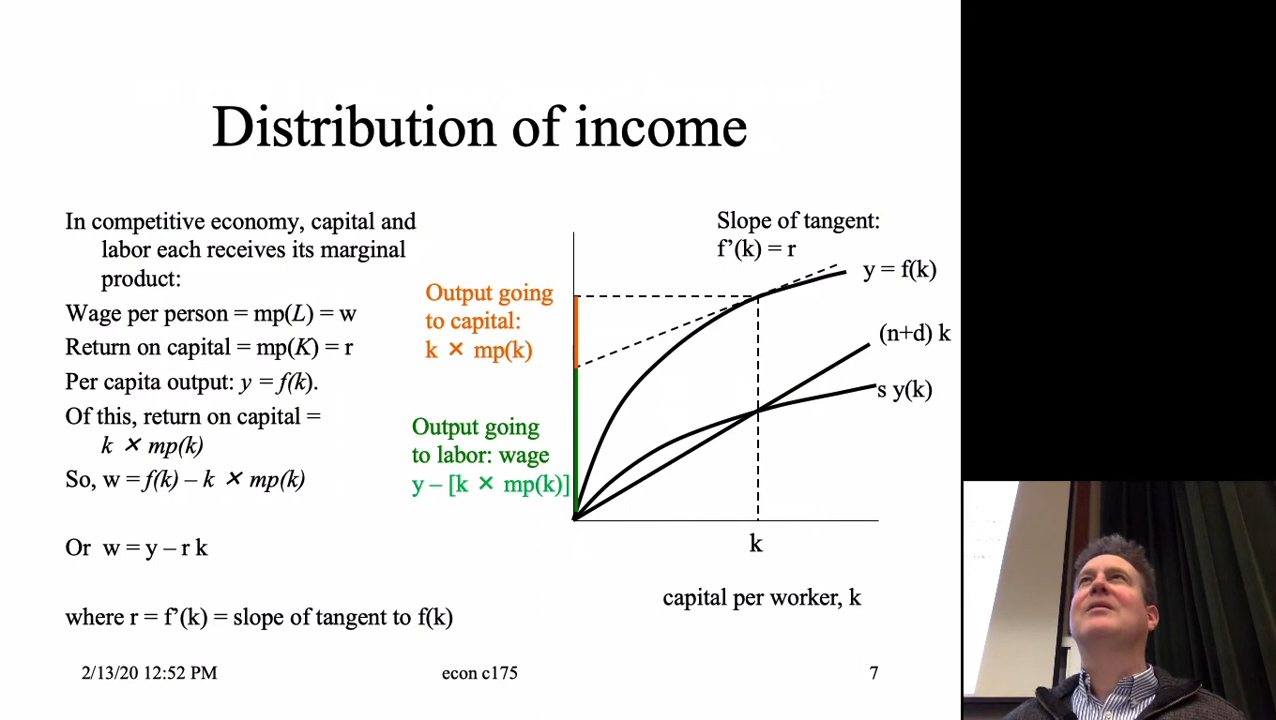 Distribution of income
In competitive economy, capital and
labor each receives its marginal
product:
Wage per person = mp(L) = w
Return on capital = mp(K) = r
Per capita output: y = f(k).
Of this, return on capital =
k × mp(k)
So, w = f(k) – k × mp(k)
Or w = y – r k
where r = f’(k) = slope of tangent to f(k)
Output going
to capital:
k × mp(k)
Output going
to labor: wage
y – [k × mp(k)]
Slope of tangent:
f’(k) = r
y = f(k)
(n+d) k
s y(k)
k
capital per worker, k
2/13/20 12:52 PM
econ c175
7